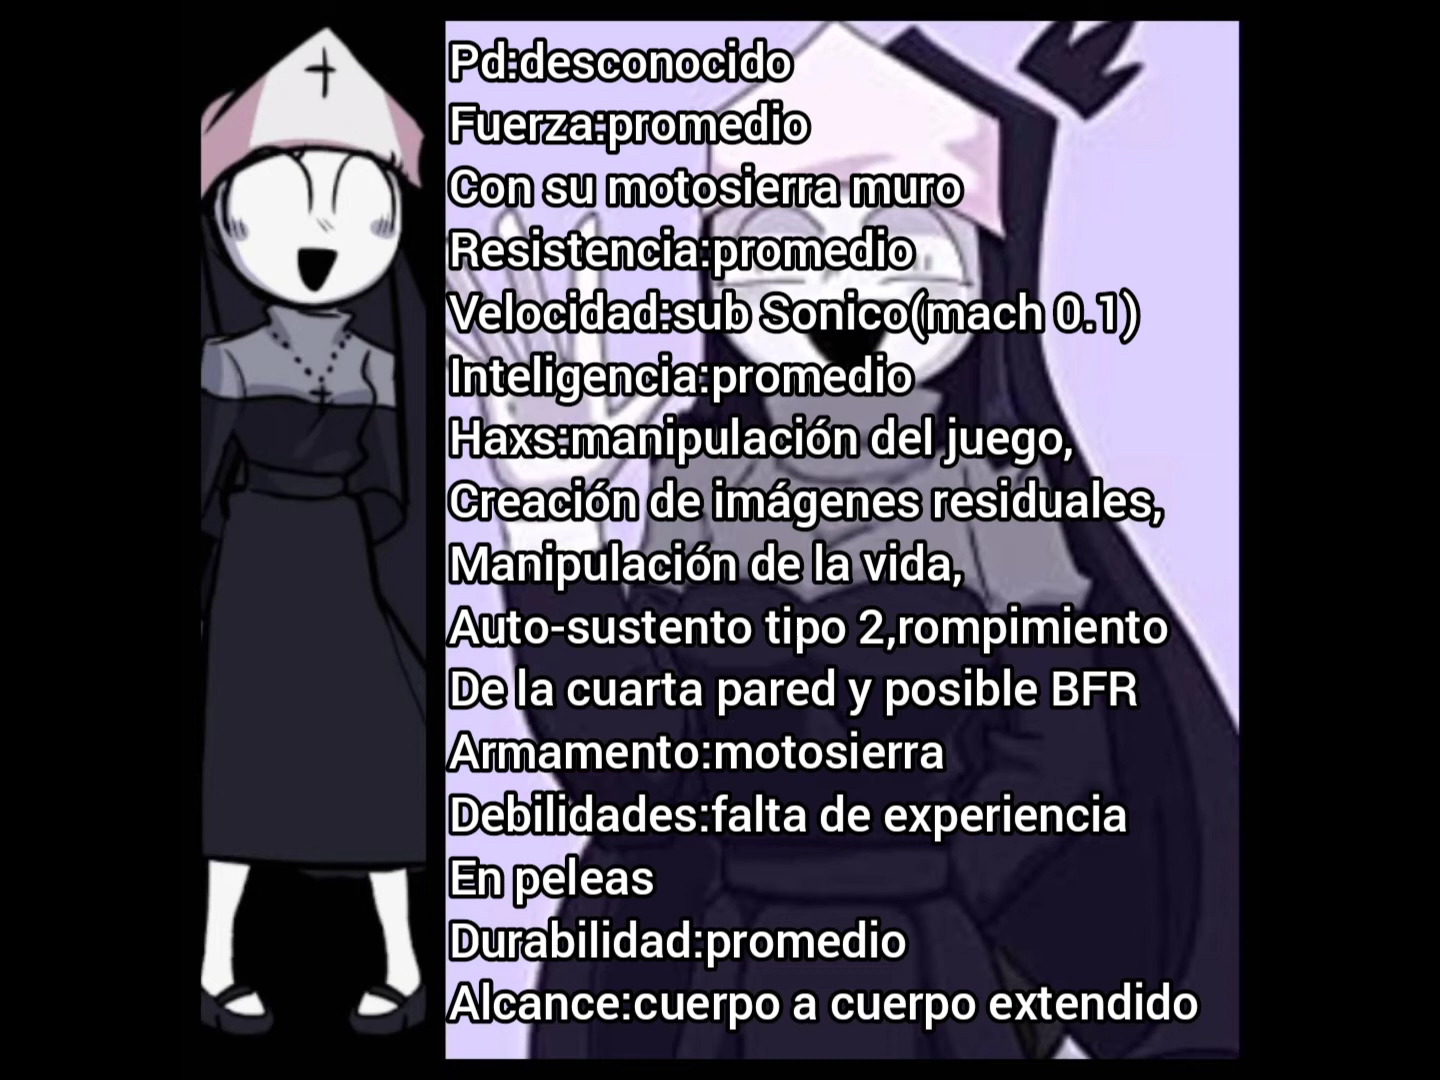 Pd:desconocido
Fuerza:promedio
Con su motosierra muro
Resistencia:promedio
Velocidad:sub Sonico(mach 0.1)
Inteligencia:promedio
Haxs:manipulación del juego,
Creación de imágenes residuales,
Manipulación de la vida,
Auto-sustento tipo 2,rompimiento
De la cuarta pared y posible BFR
Armamento:motosierra
Debilidades:falta de experiencia
En peleas
Durabilidad:promedio
Alcance:cuerpo a cuerpo extendido